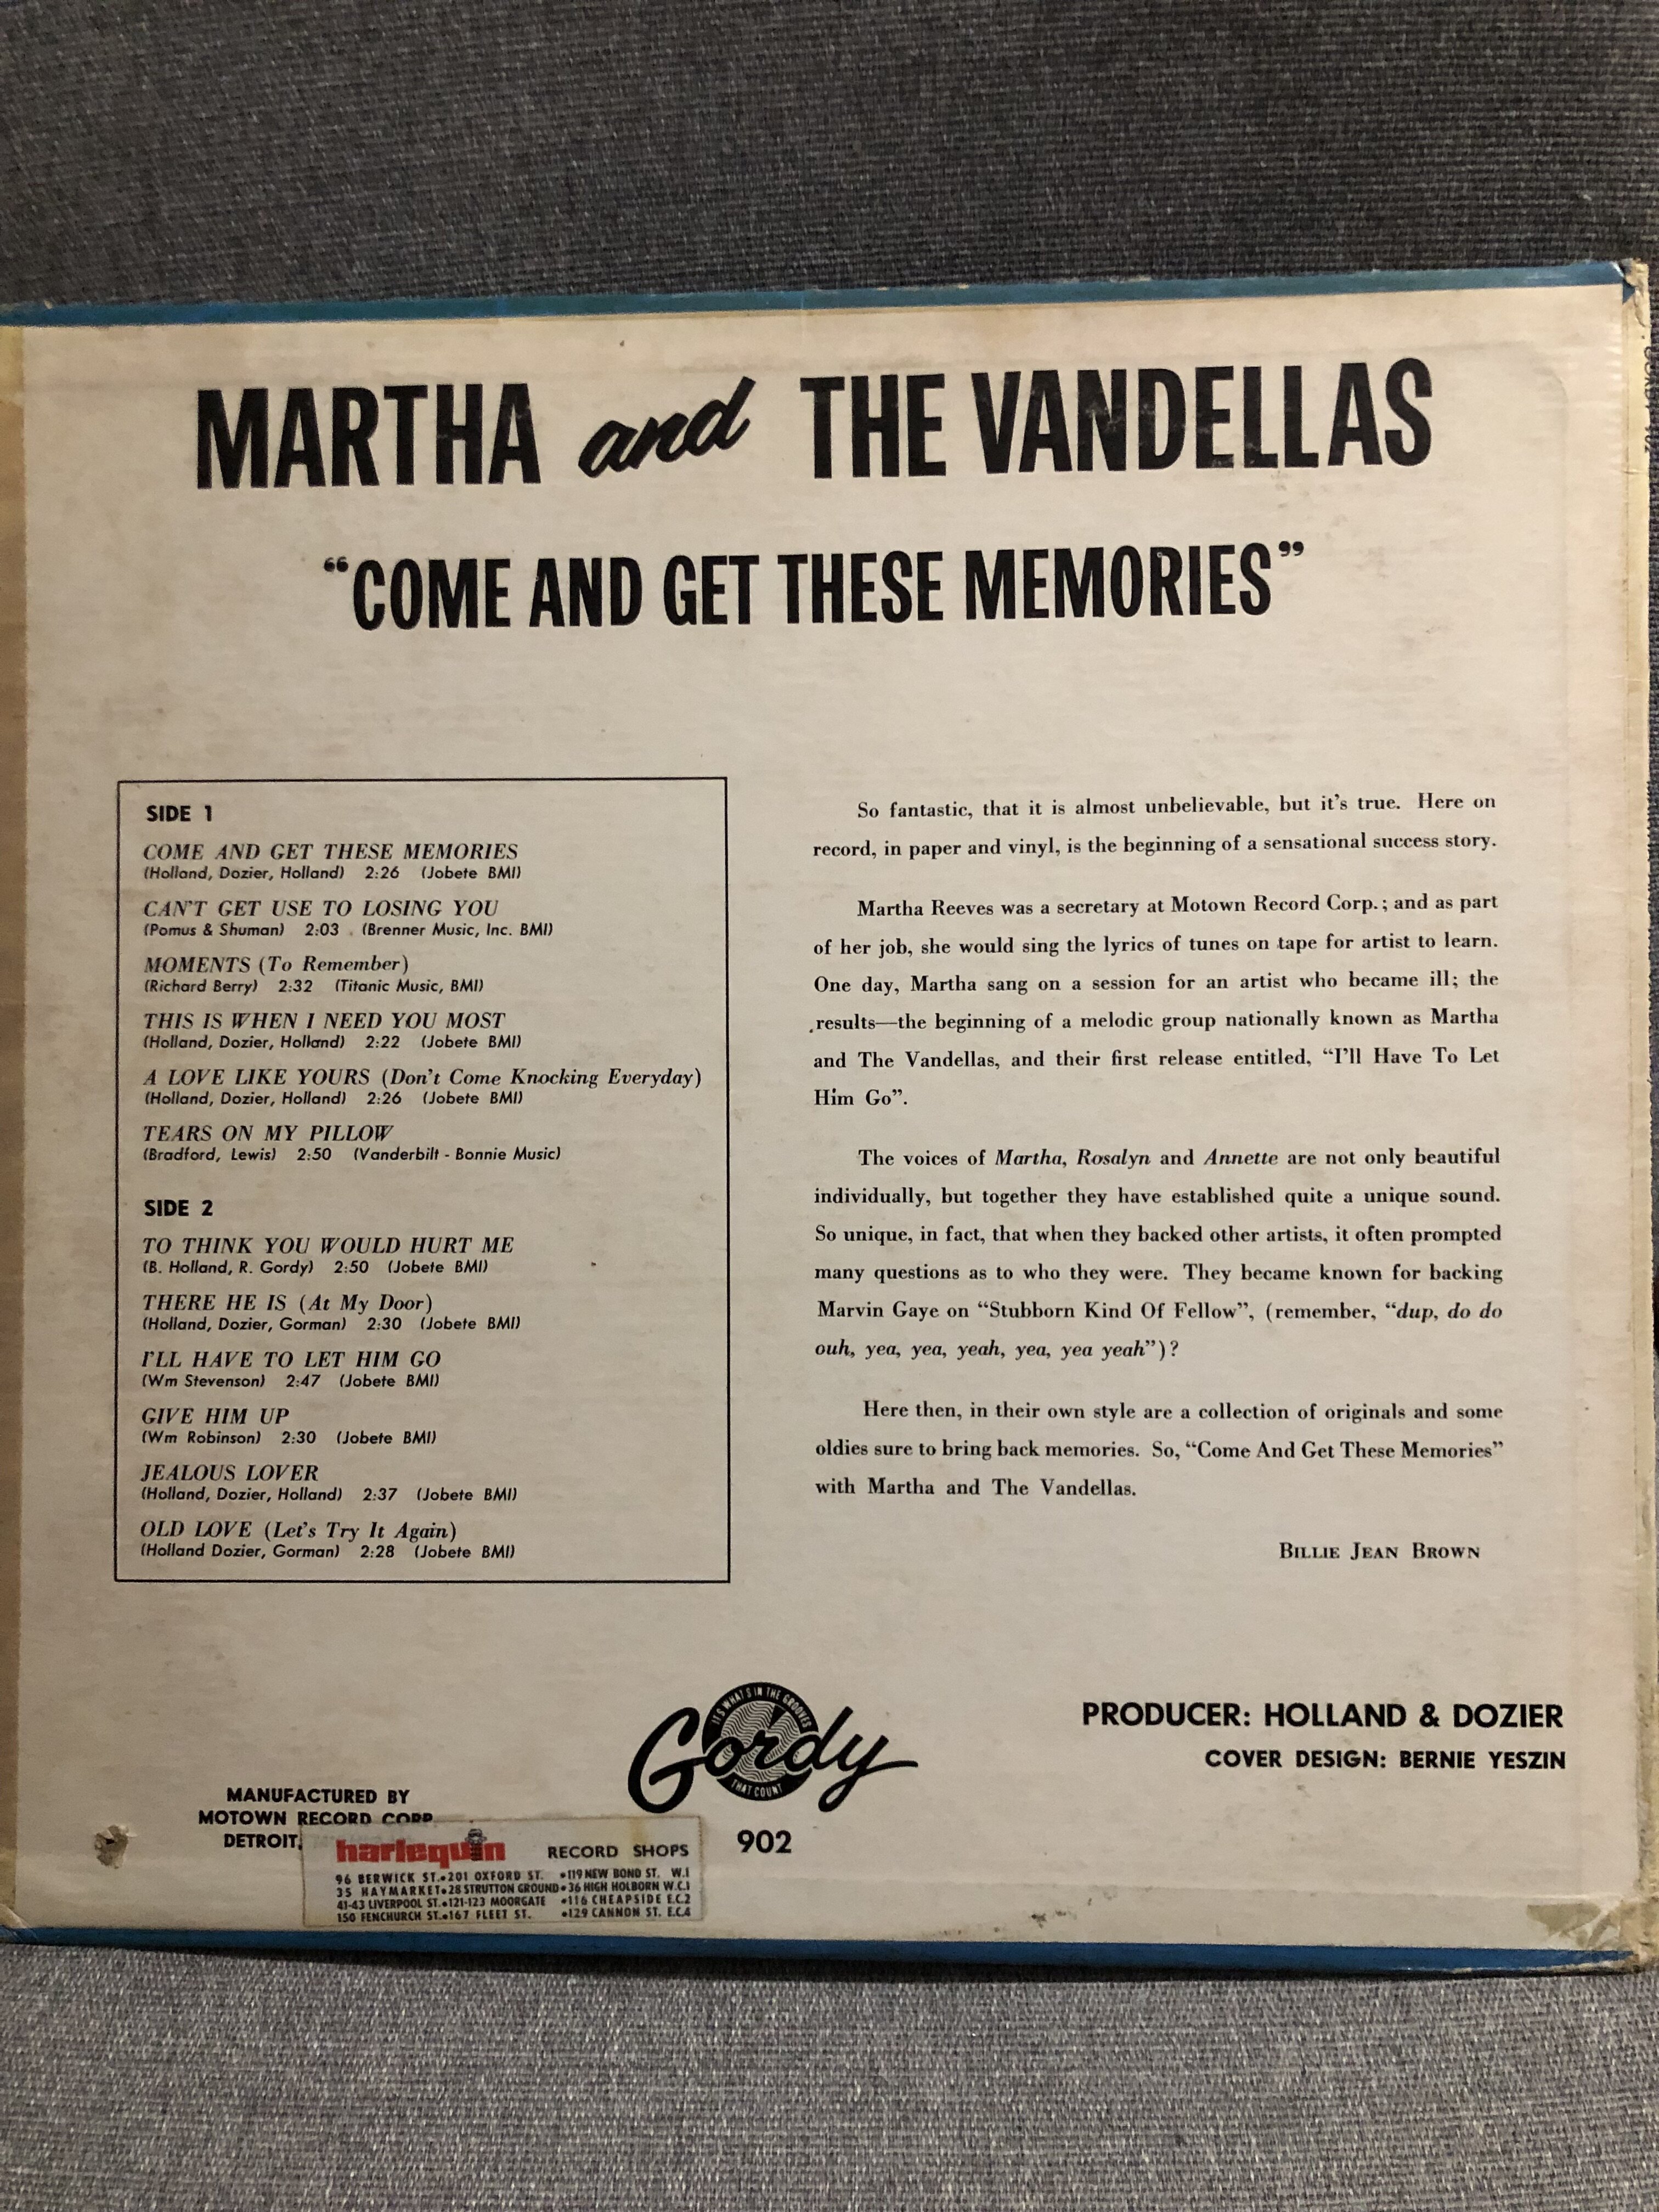 MARTHA and THE VANDELLAS
“COME AND GET THESE MEMORIES”
SIDE 1
COME AND GET THESE MEMORIES
(Holland, Dozier, Holland) 2:26 (Jobete BMI)
CAN'T GET USE TO LOSING YOU
(Pomus & Shuman) 2:03 (Brenner Music, Inc. BMI)
MOMENTS (To Remember)
(Richard Berry) 2:32 (Titanic Music, BMI)
THIS IS WHEN I NEED YOU MOST
(Holland, Dozier, Holland) 2:22 (Jobete BMI)
A LOVE LIKE YOURS (Don't Come Knocking Everyday)
(Holland, Dozier, Holland) 2:26 (Jobete BMI)
TEARS ON MY PILLOW
(Bradford, Lewis) 2:50 (Vanderbilt - Bonnie Music)
SIDE 2
TO THINK YOU WOULD HURT ME
(B. Holland, R. Gordy) 2:50 (Jobete BMI)
THERE HE IS (At My Door)
(Holland, Dozier, Gorman) 2:30 (Jobete BMI)
I'LL HAVE TO LET HIM GO
(Wm Stevenson) 2:47 (Jobete BMI)
GIVE HIM UP
(Wm Robinson) 2:30 (Jobete BMI)
JEALOUS LOVER
(Holland, Dozier, Holland) 2:37 (Jobete BMI)
OLD LOVE (Let's Try It Again)
(Holland Dozier, Gorman) 2:28 (Jobete BMI)
So fantastic, that it is almost unbelievable, but it's true. Here on
record, in paper and vinyl, is the beginning of a sensational success story.
Martha Reeves was a secretary at Motown Record Corp.; and as part
of her job, she would sing the lyrics of tunes on tape for artist to learn.
One day, Martha sang on a session for an artist who became ill; the
results—the beginning of a melodic group nationally known as Martha
and The Vandellas, and their first release entitled, “I'll Have To Let
Him Go”.
The voices of Martha, Rosalyn and Annette are not only beautiful
individually, but together they have established quite a unique sound.
So unique, in fact, that when they backed other artists, it often prompted
many questions as to who they were. They became known for backing
Marvin Gaye on “Stubborn Kind Of Fellow”, (remember, “dup, do do
ouh, yea, yea, yeah, yea, yea yeah”)?
Here then, in their own style are a collection of originals and some
oldies sure to bring back memories. So, “Come And Get These Memories”
with Martha and The Vandellas.
BILLIE JEAN BROWN
IT'S WHAT'S IN THE GROOVES
Gordy
THAT COUNT
902
PRODUCER: HOLLAND & DOZIER
COVER DESIGN: BERNIE YESZIN
MANUFACTURED BY
MOTOWN RECORD CORP
DETROIT,
harlequin RECORD SHOPS
96 BERWICK ST.•201 OXFORD ST. •119 NEW BOND ST. W.1
35 HAYMARKET•28 STRUTTON GROUND•36 HIGH HOLBORN W.C.1
41-43 LIVERPOOL ST.•121-123 MOORGATE •116 CHEAPSIDE E.C.2
150 FENCHURCH ST.•167 FLEET ST. •129 CANNON ST. E.C.4